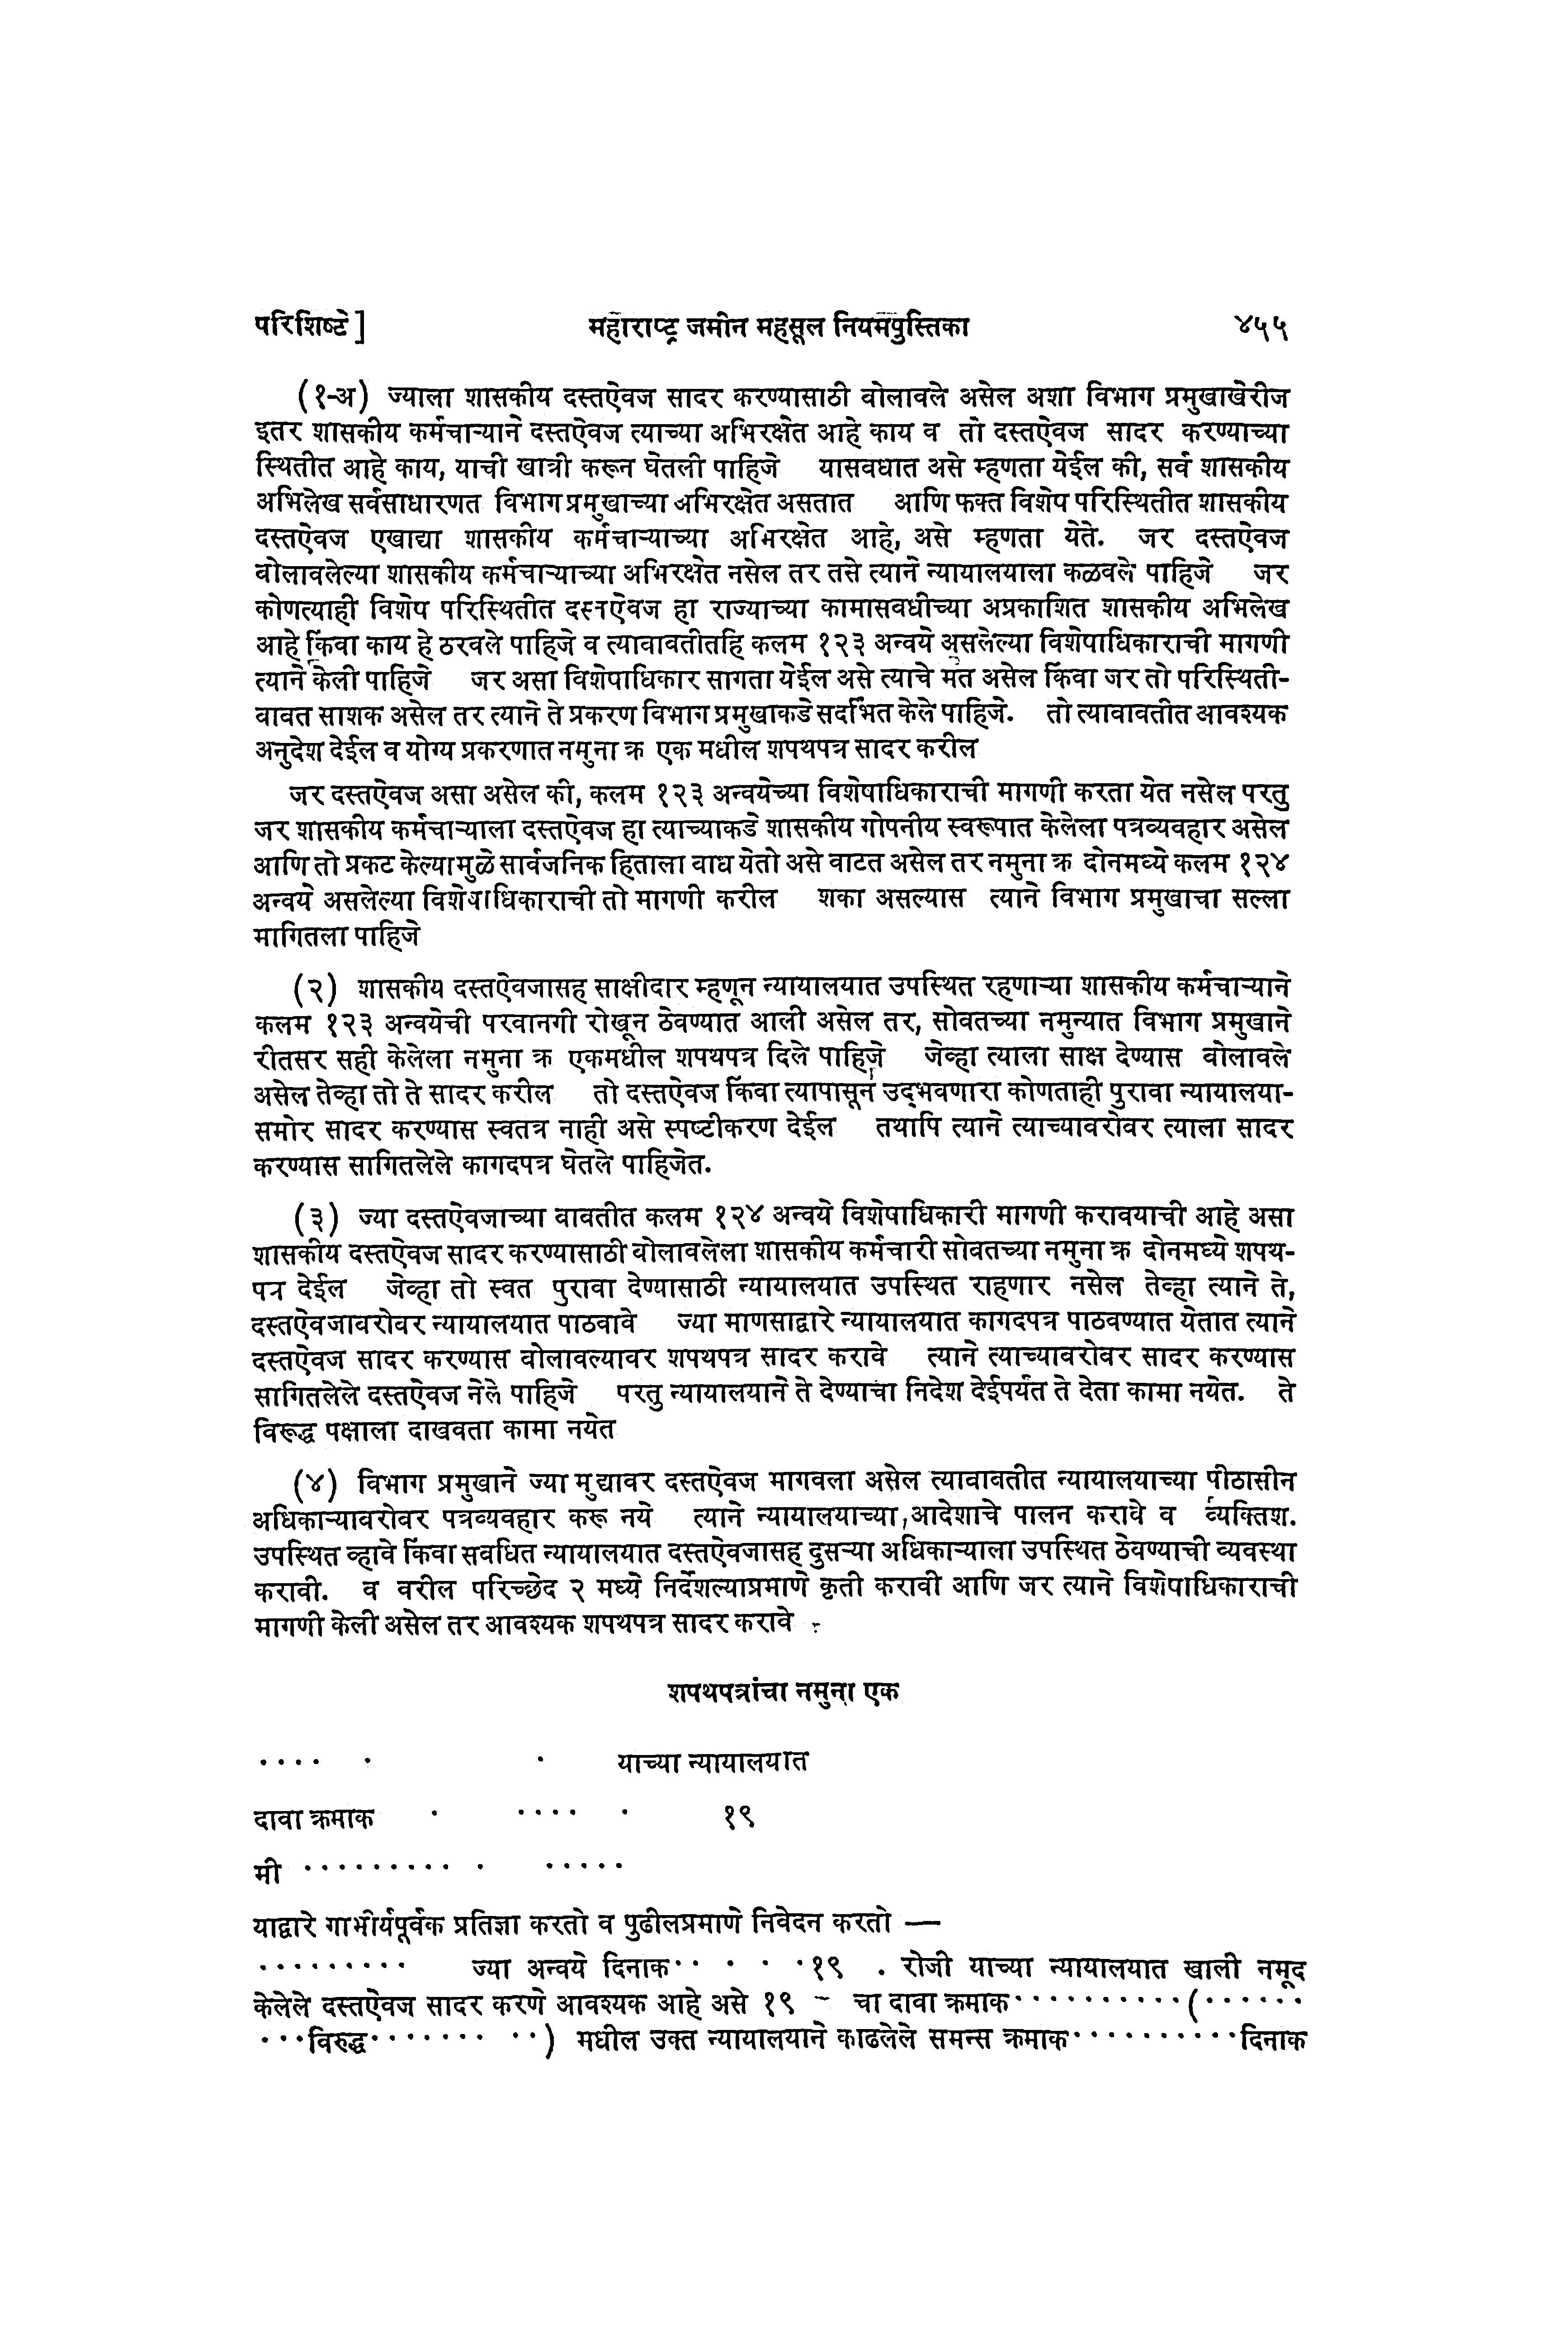 परिशिष्टे] महाराष्ट्र जमीन महसूल नियमपुस्तिका ४५५
(१-अ) ज्याला शासकीय दस्तऐवज सादर करण्यासाठी बोलावले असेल अशा विभाग प्रमुखाखेरीज
इतर शासकीय कर्मचाऱ्याने दस्तऐवज त्याच्या अभिरक्षेत आहे काय व तो दस्तऐवज सादर करण्याच्या
स्थितीत आहे काय, याची खात्री करून घेतली पाहिजे यासबधात असे म्हणता येईल की, सर्व शासकीय
अभिलेख सर्वसाधारणत विभाग प्रमुखाच्या अभिरक्षेत असतात आणि फक्त विशेष परिस्थितीत शासकीय
दस्तऐवज एखाद्या शासकीय कर्मचाऱ्याच्या अभिरक्षेत आहे, असे म्हणता येते. जर दस्तऐवज
बोलावलेल्या शासकीय कर्मचाऱ्याच्या अभिरक्षेत नसेल तर तसे त्याने न्यायालयाला कळवले पाहिजे जर
कोणत्याही विशेष परिस्थितीत दस्तऐवज हा राज्याच्या कामासबधीच्या अप्रकाशित शासकीय अभिलेख
आहे किंवा काय हे ठरवले पाहिजे व त्याबाबतीतहि कलम १२३ अन्वये असलेल्या विशेषाधिकाराची मागणी
त्याने केली पाहिजे जर असा विशेषाधिकार सागता येईल असे त्याचे मत असेल किंवा जर तो परिस्थिती-
बाबत साशक असेल तर त्याने ते प्रकरण विभाग प्रमुखाकडे सदर्भित केले पाहिजे. तो त्याबाबतीत आवश्यक
अनुदेश देईल व योग्य प्रकरणात नमुना क्र एक मधील शपथपत्र सादर करील
जर दस्तऐवज असा असेल की, कलम १२३ अन्वयेच्या विशेषाधिकाराची मागणी करता येत नसेल परतु
जर शासकीय कर्मचाऱ्याला दस्तऐवज हा त्याच्याकडे शासकीय गोपनीय स्वरूपात केलेला पत्रव्यवहार असेल
आणि तो प्रकट केल्यामुळे सार्वजनिक हिताला बाध येतो असे वाटत असेल तर नमुना क्र दोनमध्ये कलम १२४
अन्वये असलेल्या विशेषाधिकाराची तो मागणी करील शका असल्यास त्याने विभाग प्रमुखाचा सल्ला
मागितला पाहिजे
(२) शासकीय दस्तऐवजासह साक्षीदार म्हणून न्यायालयात उपस्थित रहणाऱ्या शासकीय कर्मचाऱ्याने
कलम १२३ अन्वयेची परवानगी रोखून ठेवण्यात आली असेल तर, सोबतच्या नमुन्यात विभाग प्रमुखाने
रीतसर सही केलेला नमुना क्र एकमधील शपथपत्र दिले पाहिजे जेव्हा त्याला साक्ष देण्यास बोलावले
असेल तेव्हा तो ते सादर करील तो दस्तऐवज किंवा त्यापासून उद्भवणारा कोणताही पुरावा न्यायालया-
समोर सादर करण्यास स्वतत्र नाही असे स्पष्टीकरण देईल तथापि त्याने त्याच्याबरोबर त्याला सादर
करण्यास सागितलेले कागदपत्र घेतले पाहिजेत.
(३) ज्या दस्तऐवजाच्या बाबतीत कलम १२४ अन्वये विशेषाधिकारी मागणी करावयाची आहे असा
शासकीय दस्तऐवज सादर करण्यासाठी बोलावलेला शासकीय कर्मचारी सोबतच्या नमुना क्र दोनमध्ये शपथ-
पत्र देईल जेव्हा तो स्वत पुरावा देण्यासाठी न्यायालयात उपस्थित राहणार नसेल तेव्हा त्याने ते,
दस्तऐवजाबरोबर न्यायालयात पाठवावे ज्या माणसाद्वारे न्यायालयात कागदपत्र पाठवण्यात येतात त्याने
दस्तऐवज सादर करण्यास बोलावल्यावर शपथपत्र सादर करावे त्याने त्याच्याबरोबर सादर करण्यास
सागितलेले दस्तऐवज नेले पाहिजे परतु न्यायालयाने ते देण्याचा निदेश देईपर्यंत ते देता कामा नयेत. ते
विरूद्ध पक्षाला दाखवता कामा नयेत
(४) विभाग प्रमुखाने ज्या मुद्यावर दस्तऐवज मागवला असेल त्याबाबतीत न्यायालयाच्या पीठासीन
अधिकाऱ्याबरोबर पत्रव्यवहार करू नये त्याने न्यायालयाच्या आदेशाचे पालन करावे व व्यक्तिश.
उपस्थित व्हावे किंवा सबधित न्यायालयात दस्तऐवजासह दुसऱ्या अधिकाऱ्याला उपस्थित ठेवण्याची व्यवस्था
करावी. व वरील परिच्छेद २ मध्ये निर्देशल्याप्रमाणे कृती करावी आणि जर त्याने विशेषाधिकाराची
मागणी केली असेल तर आवश्यक शपथपत्र सादर करावे
शपथपत्रांचा नमुना एक
.... . . याच्या न्यायालयात
दावा क्रमाक . .... . १९
मी ......... . .....
याद्वारे गाभीर्यपूर्वक प्रतिज्ञा करतो व पुढीलप्रमाणे निवेदन करतो —
......... ज्या अन्वये दिनाक.. . . .१९ . रोजी याच्या न्यायालयात खाली नमूद
केलेले दस्तऐवज सादर करणे आवश्यक आहे असे १९ - चा दावा क्रमाक..........(......
...विरुद्ध....... ..) मधील उक्त न्यायालयाने काढलेले समन्स क्रमाक..........दिनाक